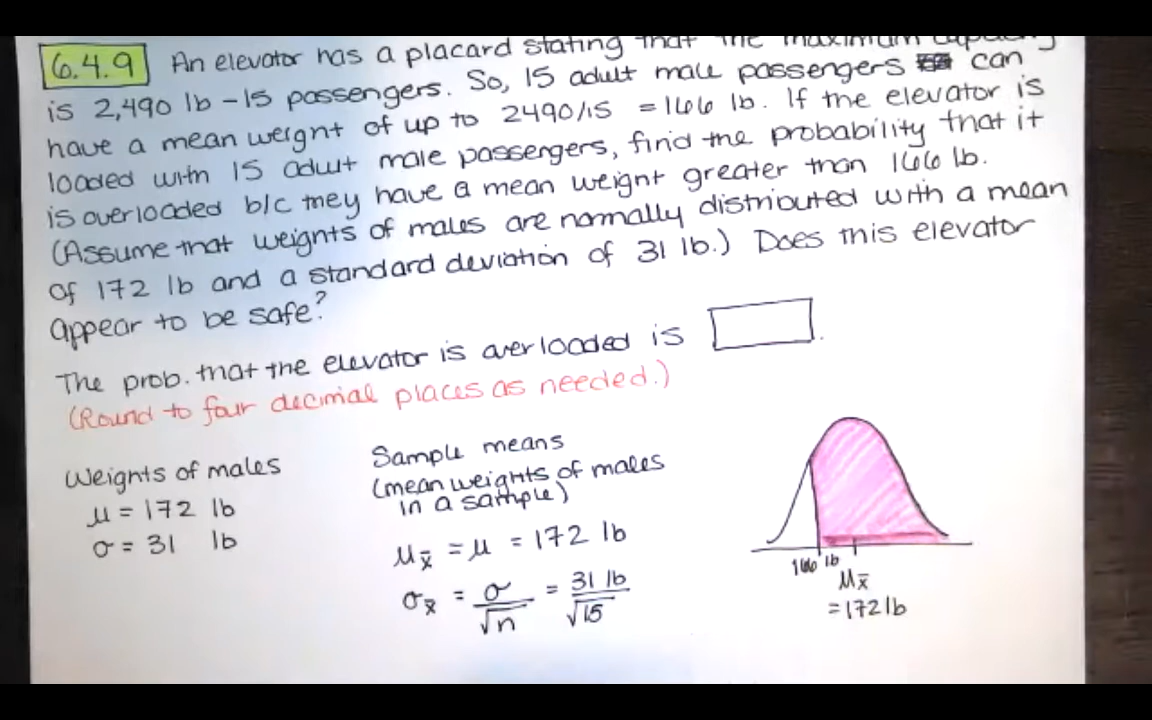 6.4.9 An elevator has a placard stating that the maximum capacity
is 2,490 lb - 15 passengers. So, 15 adult male passengers can
have a mean weight of up to 2490/15 = 166 lb. If the elevator is
loaded with 15 adult male passengers, find the probability that it
is overloaded b/c they have a mean weight greater than 166 lb.
(Assume that weights of males are normally distributed with a mean
of 172 lb and a standard deviation of 31 lb.) Does this elevator
appear to be safe?
The prob. that the elevator is overloaded is .
(Round to four decimal places as needed.)
Weights of males
μ = 172 lb
σ = 31 lb
Sample means
(mean weights of males
in a sample)
μx̄ = μ = 172 lb
σx̄ = σ/√n = 31 lb/√15
166 lb
μx̄
= 172 lb